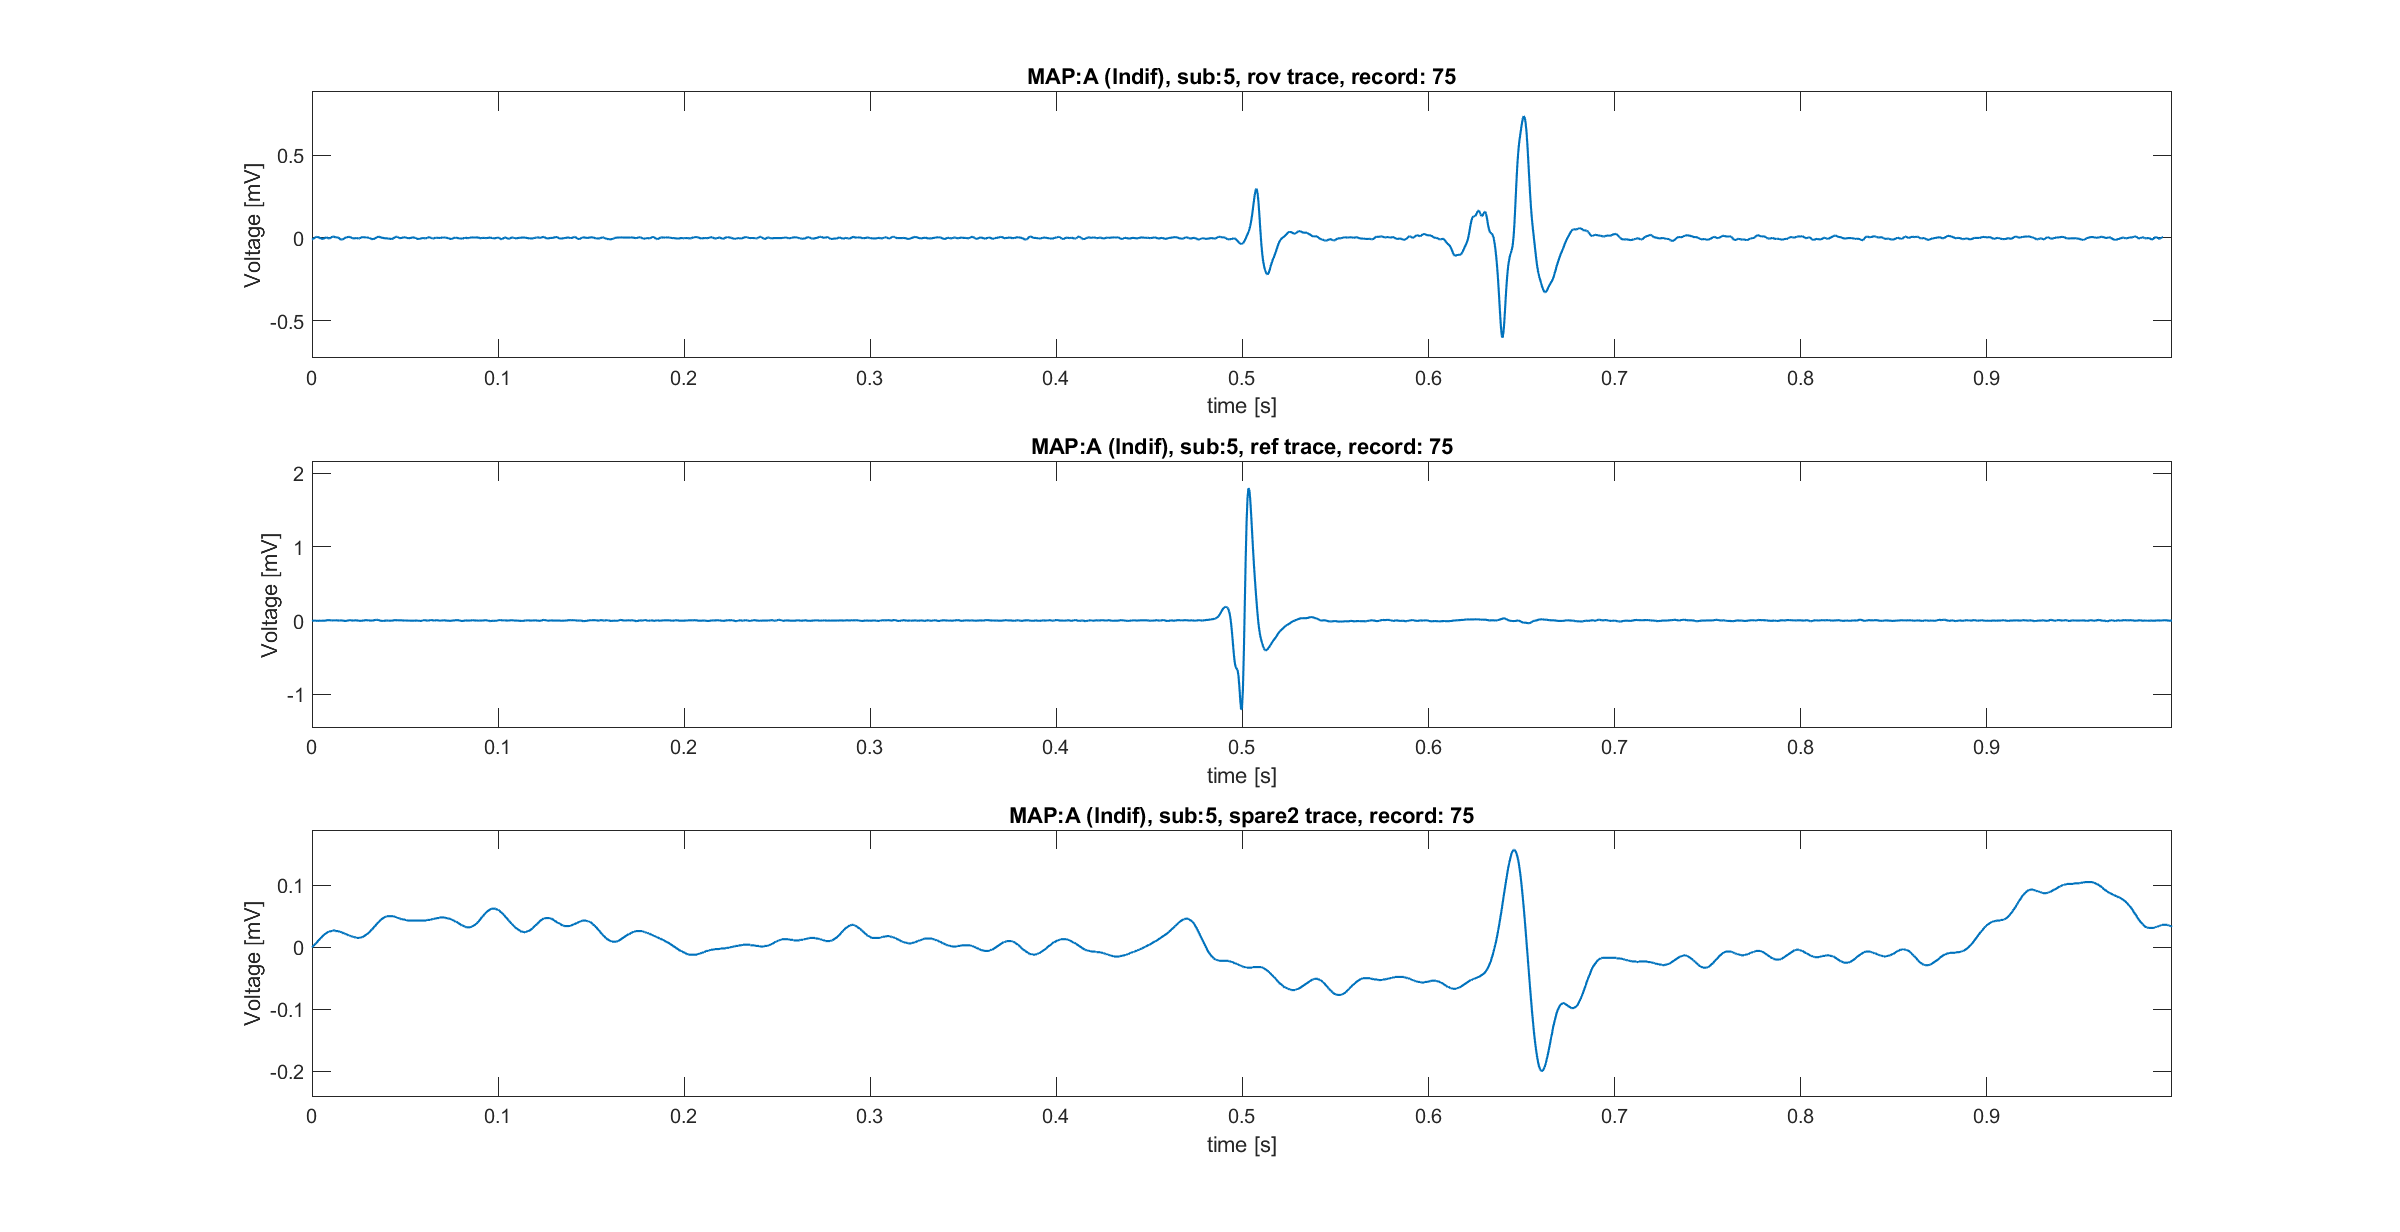 MAP:A (Indif), sub:5, rov trace, record: 75
Voltage [mV]
0.5
0
-0.5
0 0.1 0.2 0.3 0.4 0.5 0.6 0.7 0.8 0.9
time [s]
MAP:A (Indif), sub:5, ref trace, record: 75
Voltage [mV]
2
1
0
-1
0 0.1 0.2 0.3 0.4 0.5 0.6 0.7 0.8 0.9
time [s]
MAP:A (Indif), sub:5, spare2 trace, record: 75
Voltage [mV]
0.1
0
-0.1
-0.2
0 0.1 0.2 0.3 0.4 0.5 0.6 0.7 0.8 0.9
time [s]